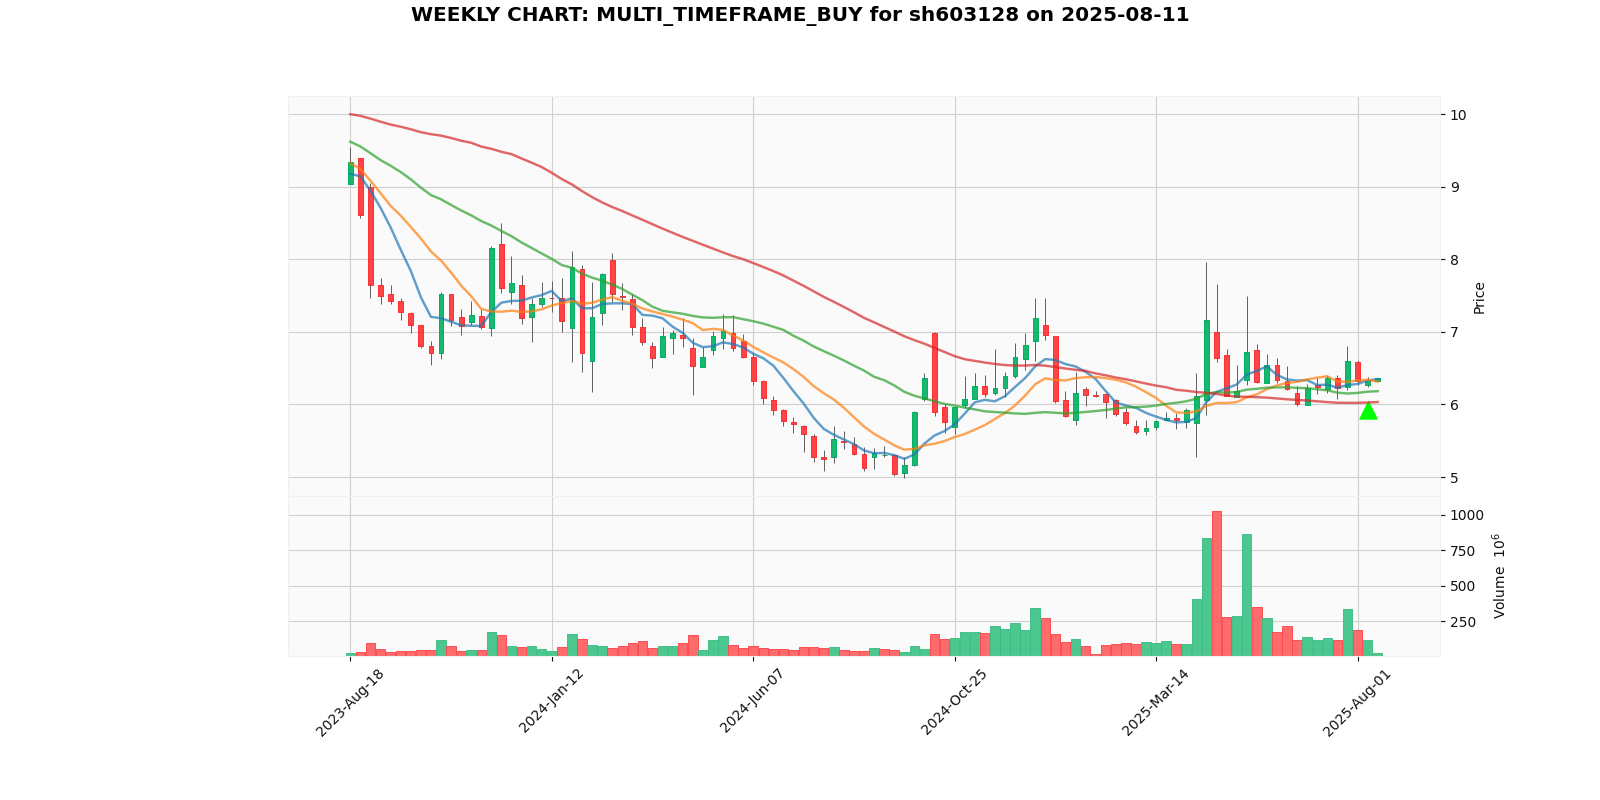 WEEKLY CHART: MULTI_TIMEFRAME_BUY for sh603128 on 2025-08-11
10
9
8
7
6
5
Price
1000
750
500
250
Volume 10^6
2023-Aug-18
2024-Jan-12
2024-Jun-07
2024-Oct-25
2025-Mar-14
2025-Aug-01